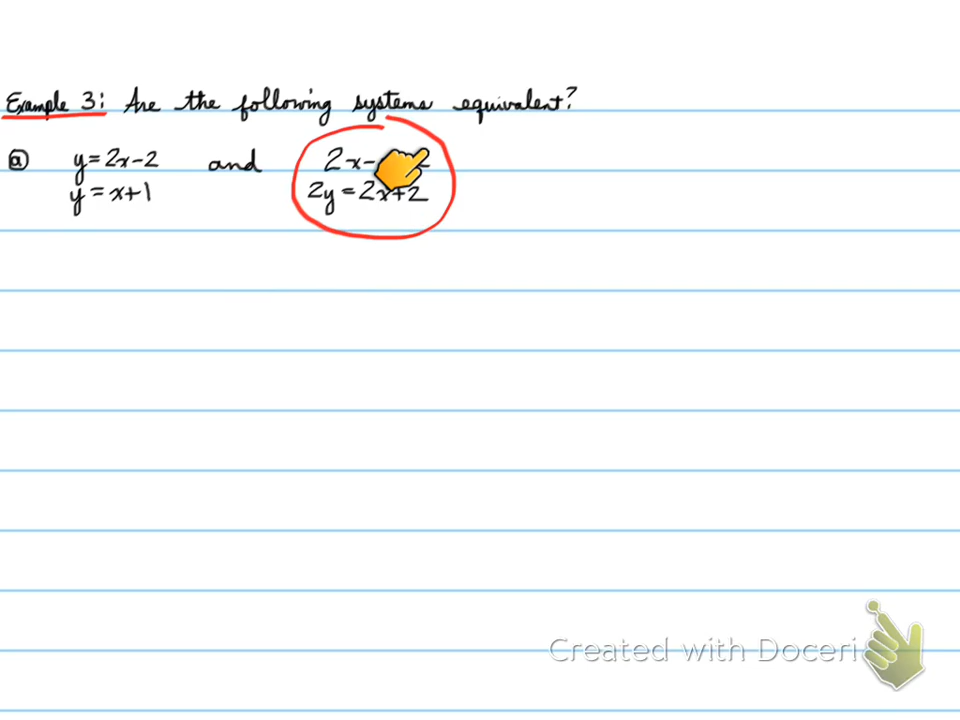 Example 3: Are the following systems equivalent?
ⓐ y=2x-2 and 2x-
y=x+1 2y=2x+2
Created with Doceri